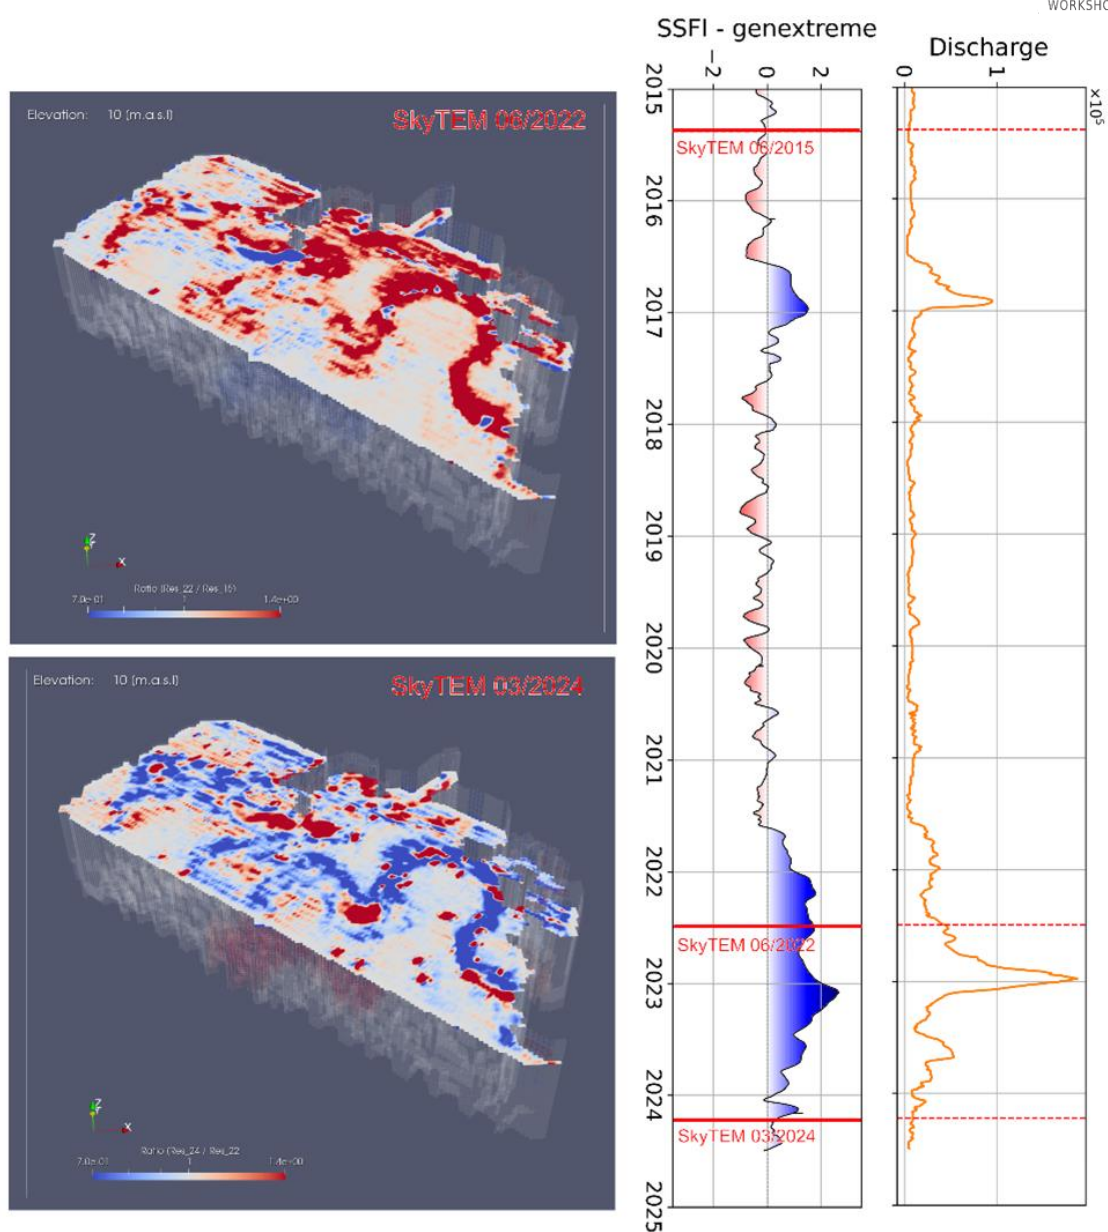 WORKSHO
SSFI - genextreme
Discharge
−2
0
2
0
1
×10⁵
Elevation: 10 (m.a.s.l)
SkyTEM 06/2022
Z
X
Ratio (Res_22 / Res_15)
7.0e-01
1
1.4e+00
Elevation: 10 (m.a.s.l)
SkyTEM 03/2024
Z
X
Ratio (Res_24 / Res_22
7.0e-01
1
1.4e+00
2015
SkyTEM 06/2015
2016
2017
2018
2019
2020
2021
2022
SkyTEM 06/2022
2023
2024
SkyTEM 03/2024
2025